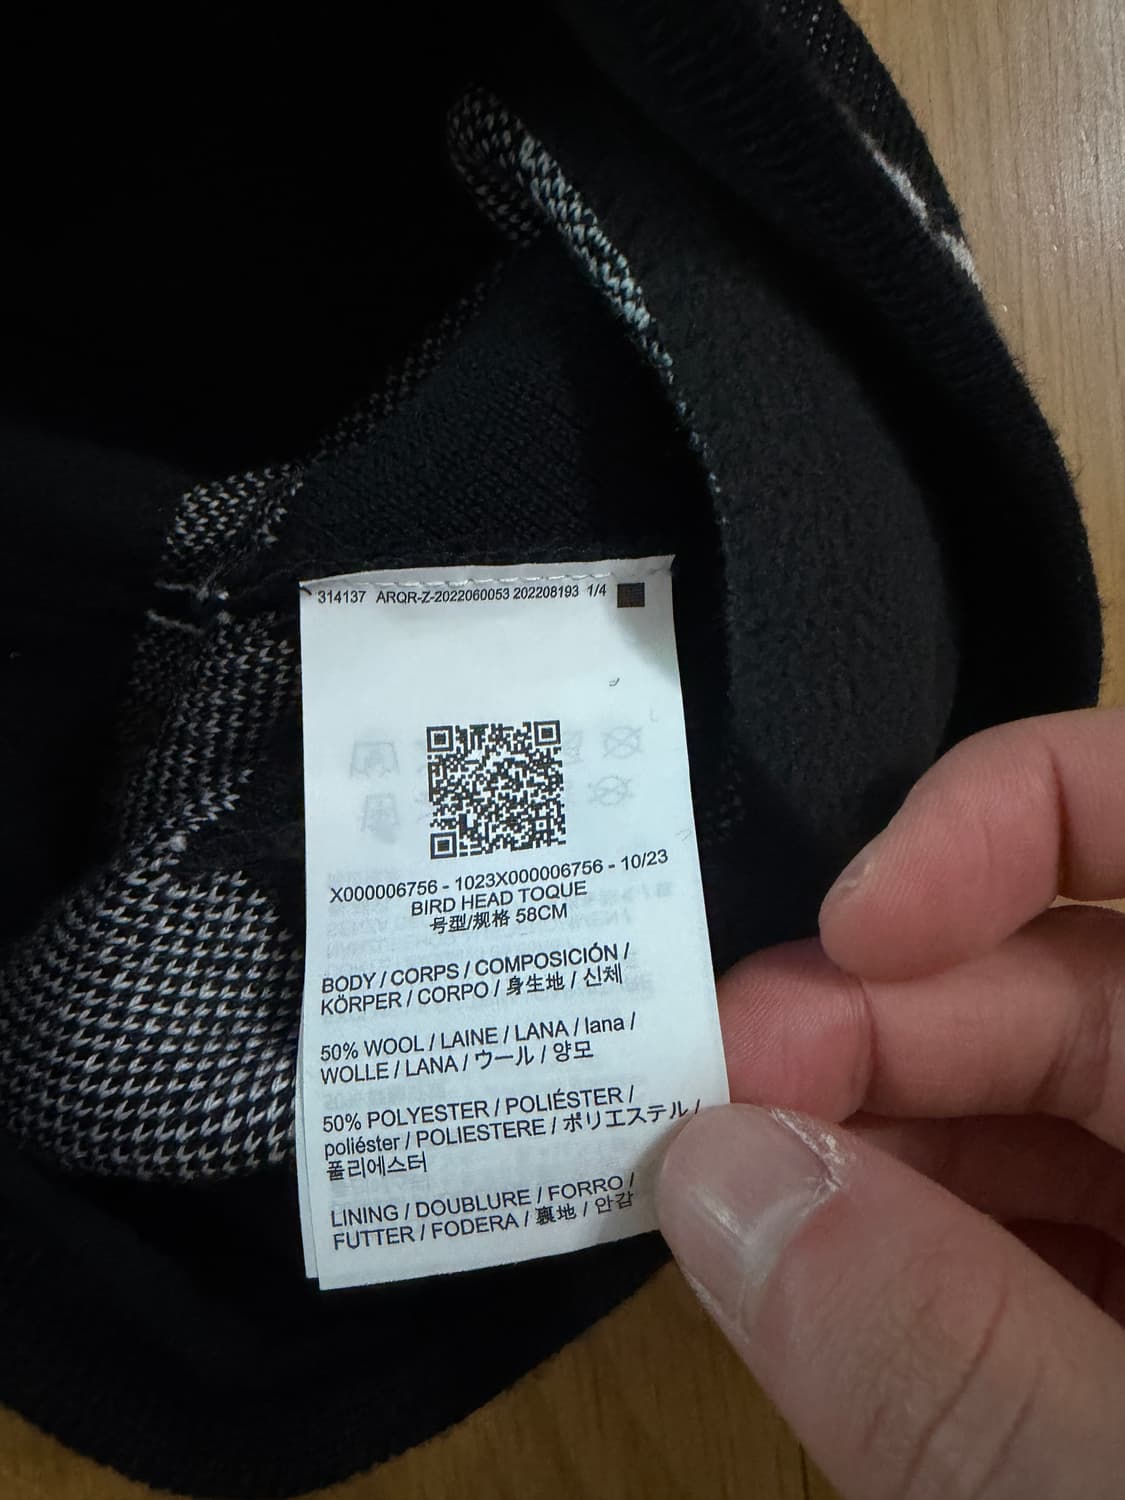 314137 ARQR-Z-2022060053 202208193 1/4
X000006756 - 1023X000006756 - 10/23
BIRD HEAD TOQUE
号型/规格 58CM
BODY / CORPS / COMPOSICIÓN /
KÖRPER / CORPO / 身生地 / 신체
50% WOOL / LAINE / LANA / lana /
WOLLE / LANA / ウール / 양모
50% POLYESTER / POLIÉSTER /
poliéster / POLIESTERE / ポリエステル /
폴리에스터
LINING / DOUBLURE / FORRO /
FUTTER / FODERA / 裏地 / 안감